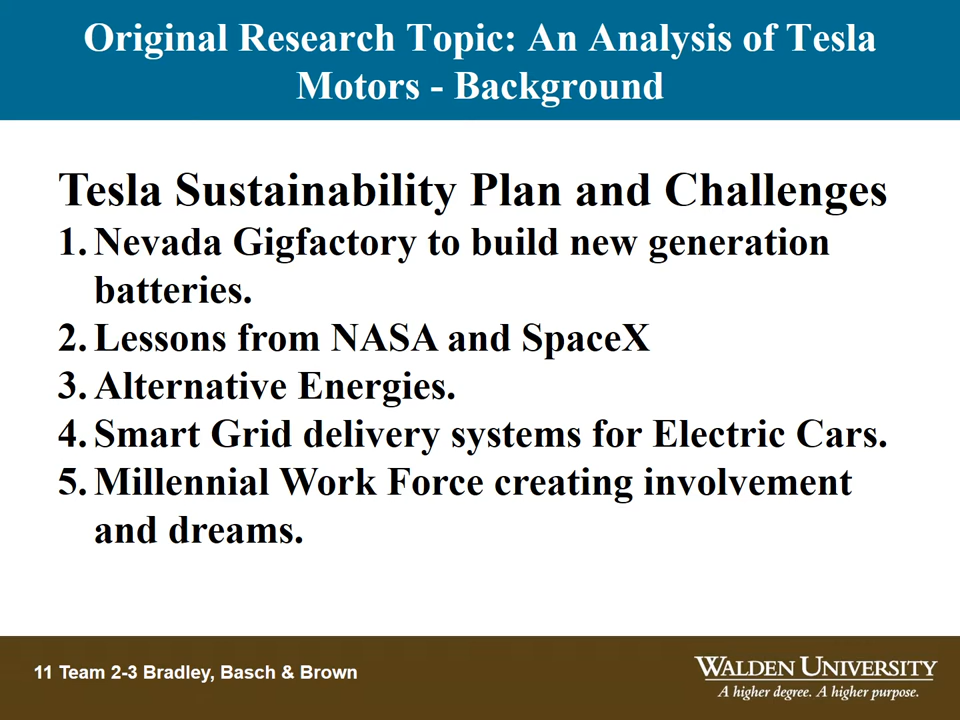 Original Research Topic: An Analysis of Tesla
Motors - Background
Tesla Sustainability Plan and Challenges
1. Nevada Gigfactory to build new generation
batteries.
2. Lessons from NASA and SpaceX
3. Alternative Energies.
4. Smart Grid delivery systems for Electric Cars.
5. Millennial Work Force creating involvement
and dreams.
11 Team 2-3 Bradley, Basch & Brown
WALDEN UNIVERSITY
A higher degree. A higher purpose.